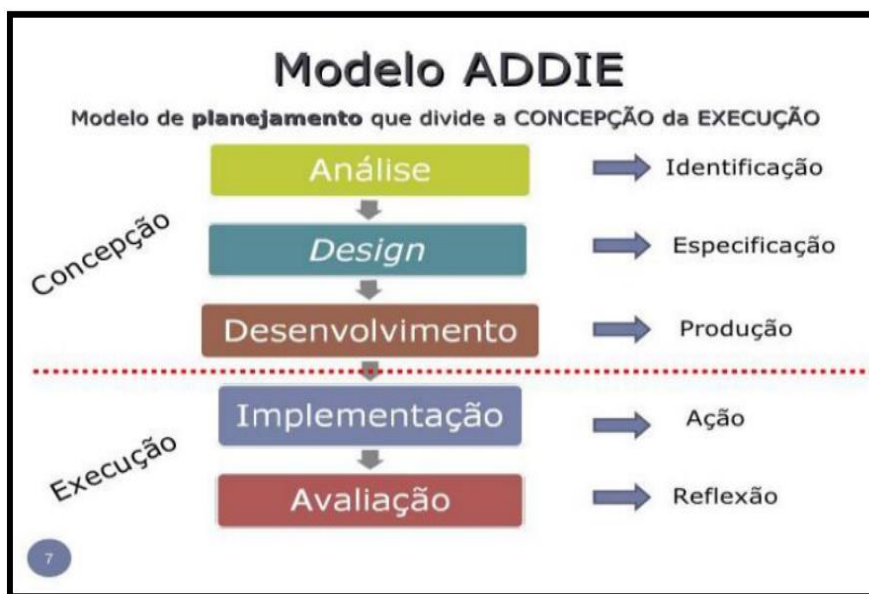 Modelo ADDIE
Modelo de planejamento que divide a CONCEPÇÃO da EXECUÇÃO
Concepção
Análise
Identificação
Design
Especificação
Desenvolvimento
Produção
Execução
Implementação
Ação
Avaliação
Reflexão
7